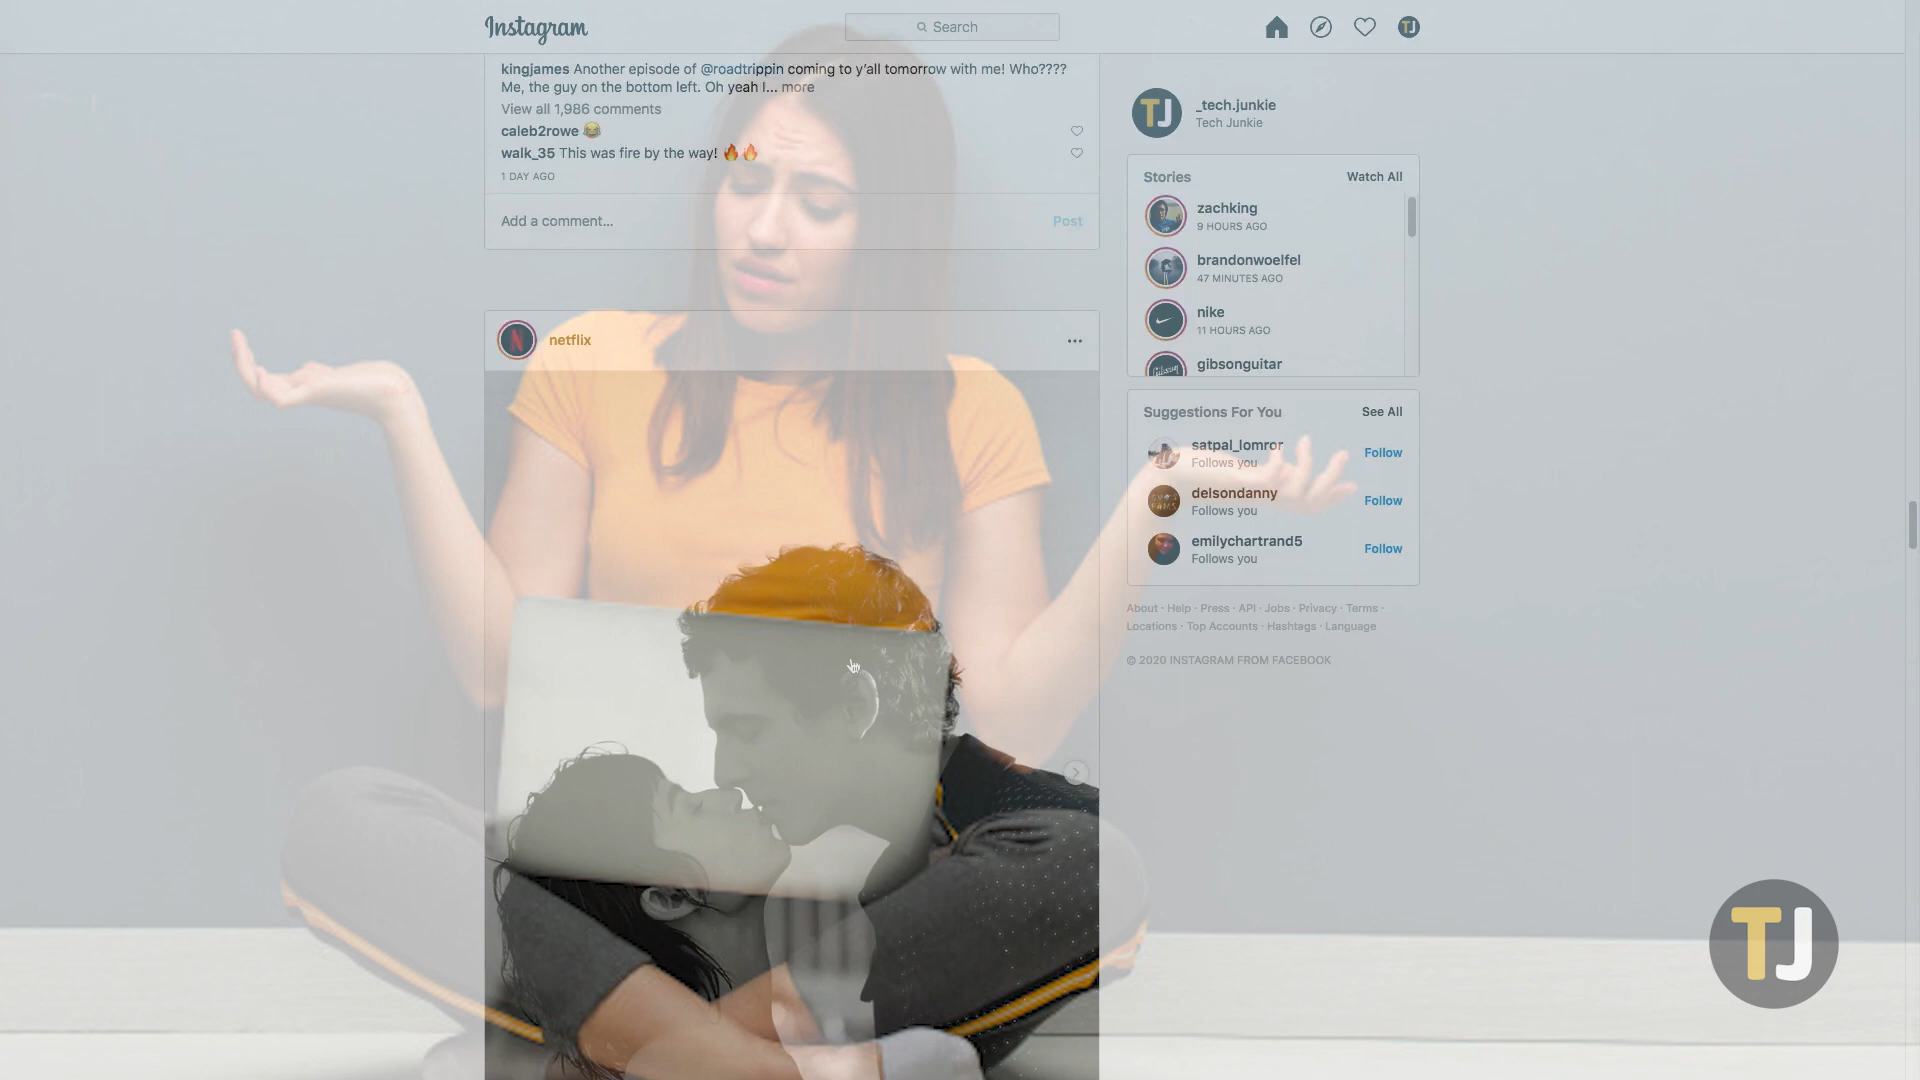 Instagram
Search
TJ
kingjames Another episode of @roadtrippin coming to y'all tomorrow with me! Who????
Me, the guy on the bottom left. Oh yeah I... more
View all 1,986 comments
caleb2rowe 😂
walk_35 This was fire by the way! 🔥🔥
1 DAY AGO
Add a comment...
Post
N
netflix
TJ
_tech.junkie
Tech Junkie
Stories
Watch All
zachking
9 HOURS AGO
brandonwoelfel
47 MINUTES AGO
nike
11 HOURS AGO
Gibson
gibsonguitar
Suggestions For You
See All
satpal_lomror
Follows you
Follow
delsondanny
Follows you
Follow
emilychartrand5
Follows you
Follow
About · Help · Press · API · Jobs · Privacy · Terms ·
Locations · Top Accounts · Hashtags · Language
© 2020 INSTAGRAM FROM FACEBOOK
TJ